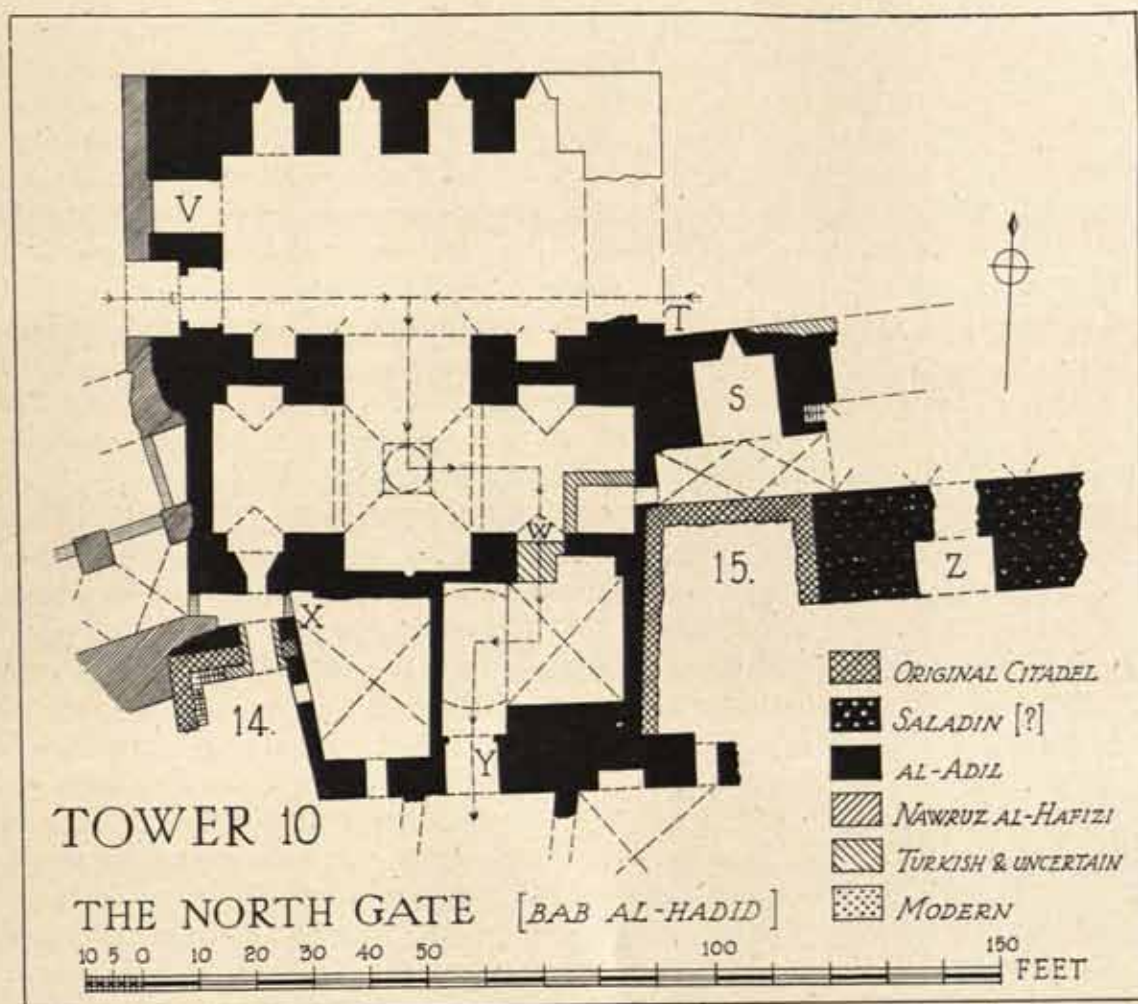 V
T
S
W
15.
Z
X
14.
Y
ORIGINAL CITADEL
SALADIN [?]
AL-ADIL
NAWRUZ AL-HAFIZI
TURKISH & UNCERTAIN
MODERN
TOWER 10
THE NORTH GATE [BAB AL-HADID]
10 5 0 10 20 30 40 50 100 150
FEET